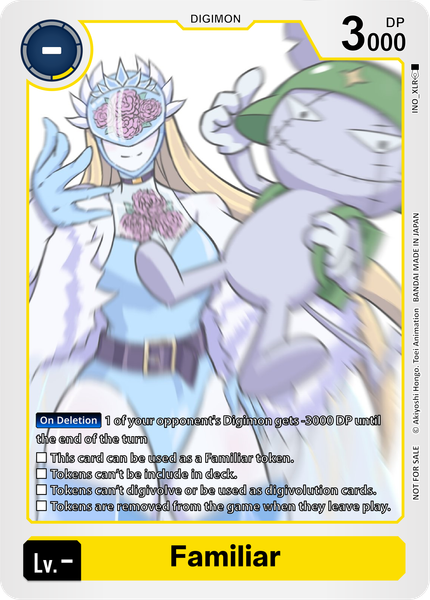 DIGIMON
-
3000
DP
INO_XLR
© Akiyoshi Hongo. Toei Animation BANDAI MADE IN JAPAN
NOT FOR SALE
On Deletion 1 of your opponent's Digimon gets -3000 DP until
the end of the turn
This card can be used as a Familiar token.
Tokens can't be include in deck.
Tokens can't digivolve or be used as digivolution cards.
Tokens are removed from the game when they leave play.
Lv.-
Familiar